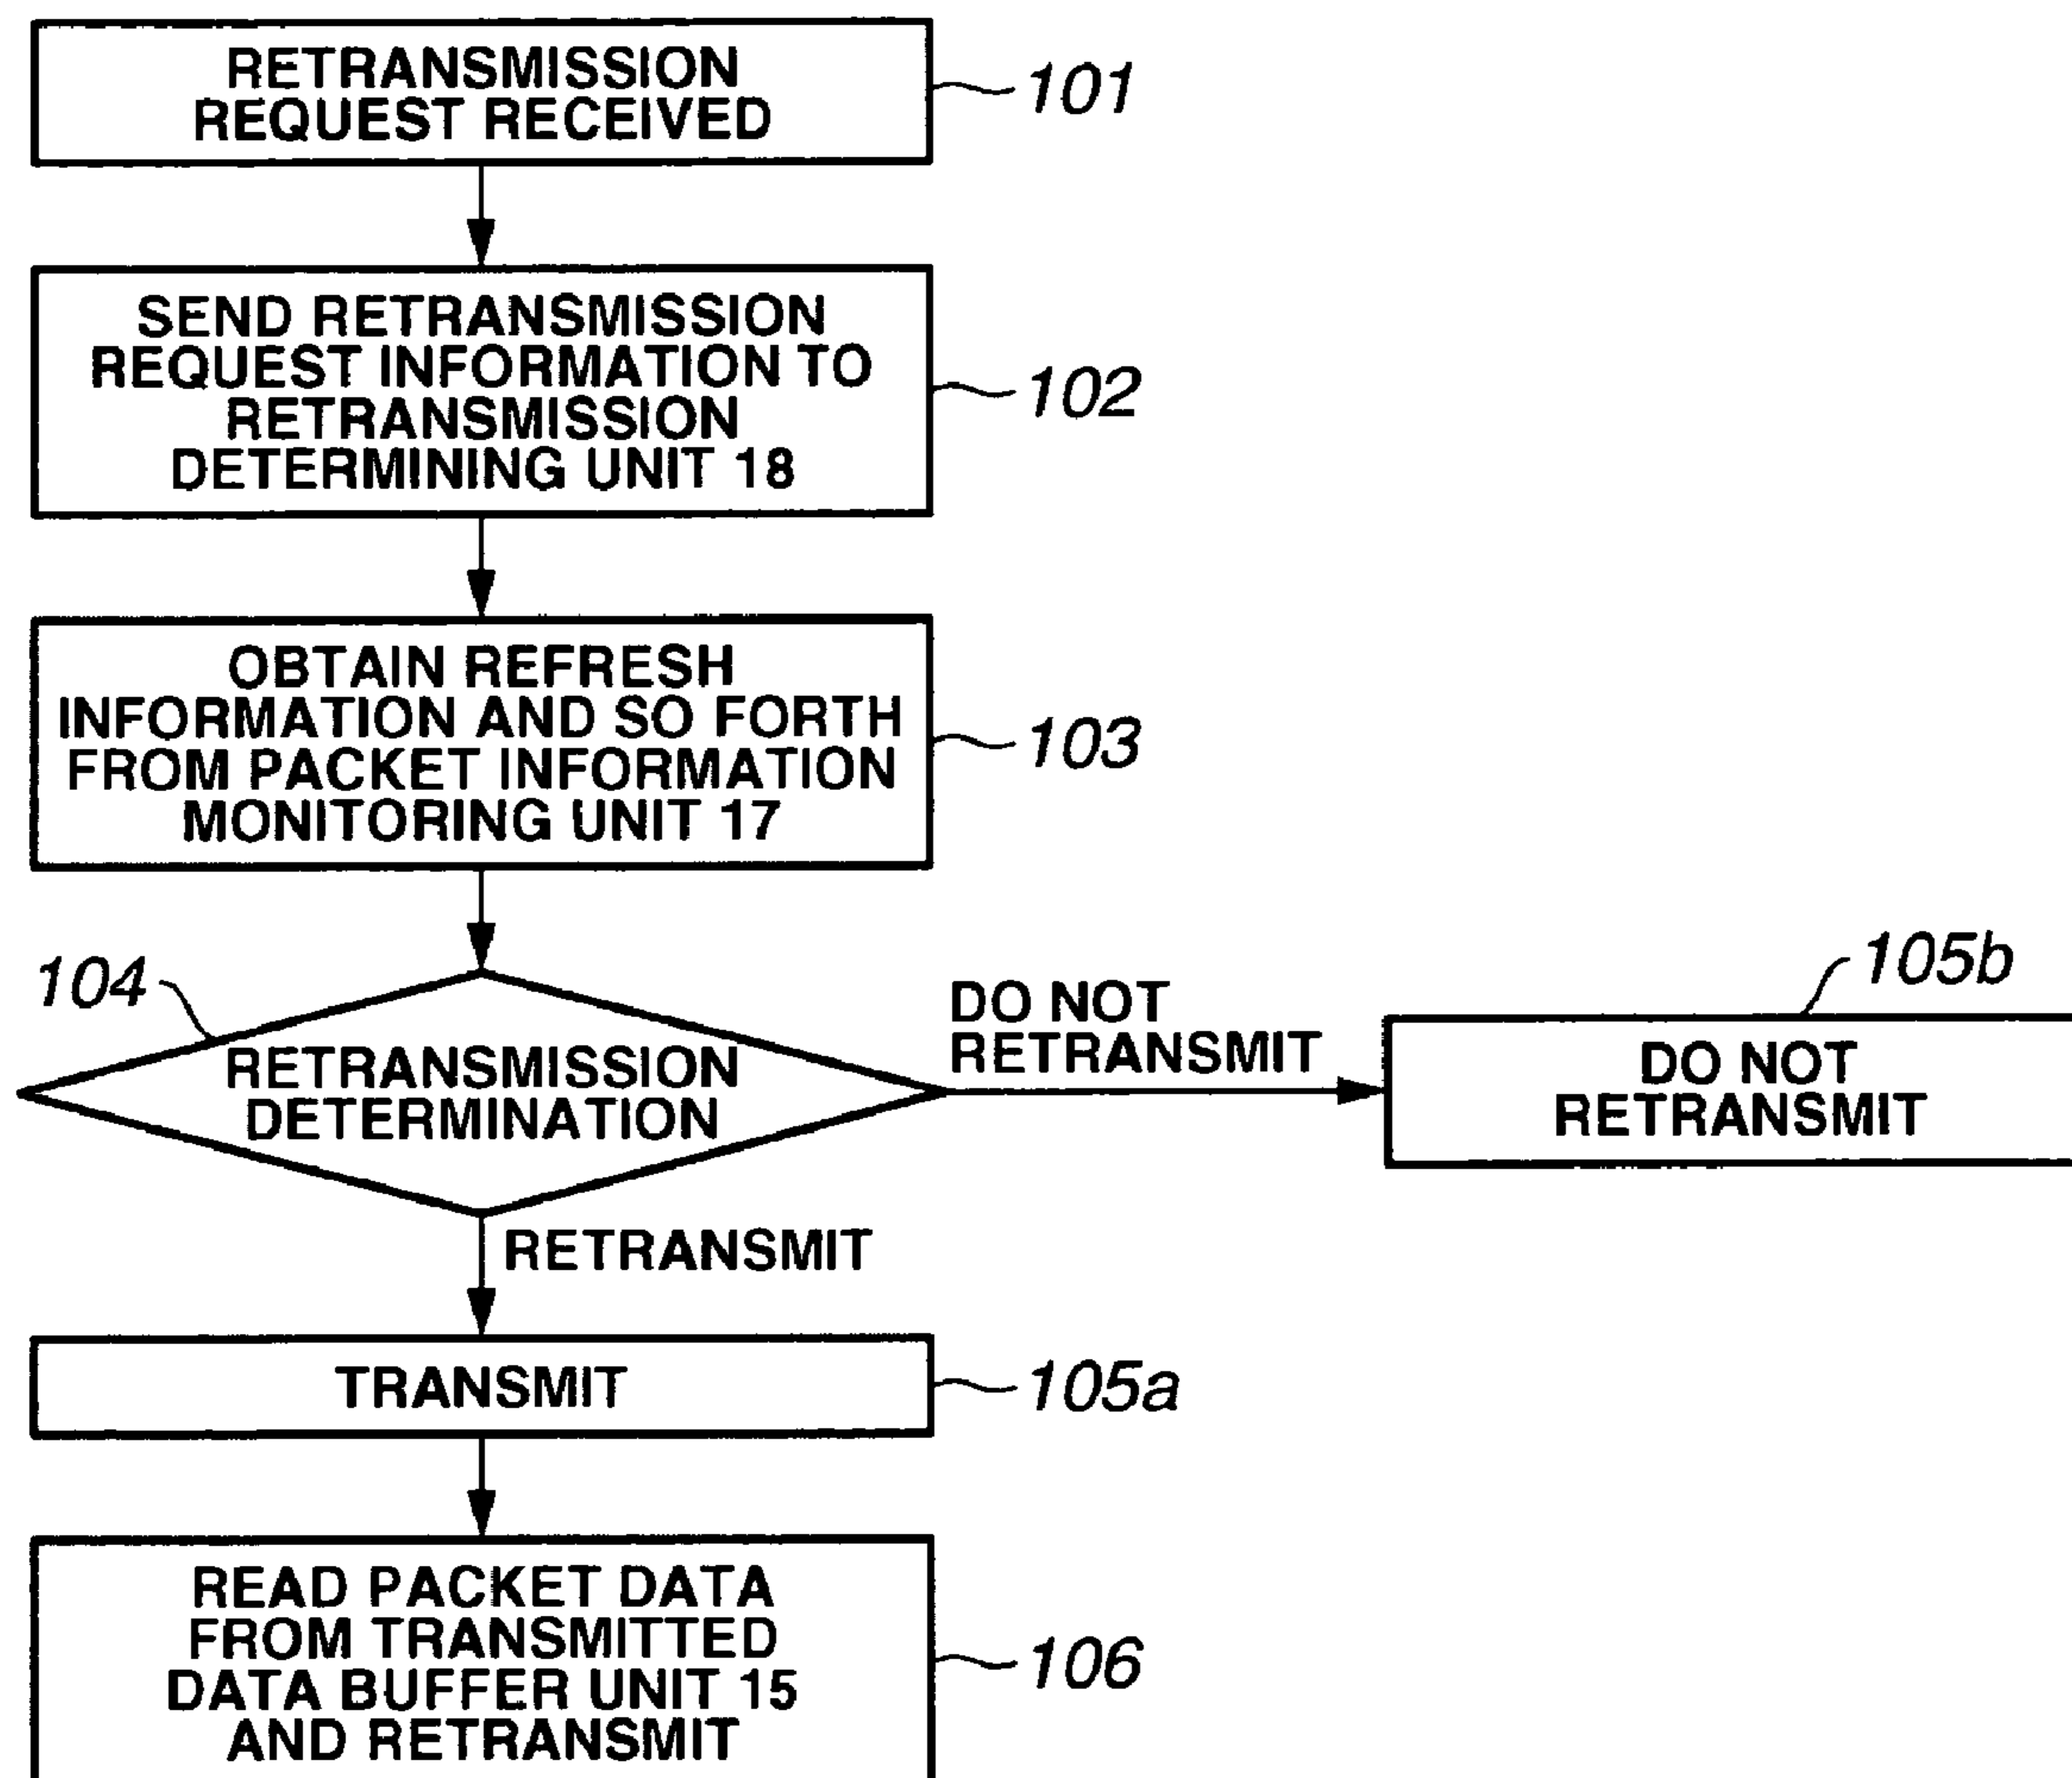 RETRANSMISSION
REQUEST RECEIVED
101
SEND RETRANSMISSION
REQUEST INFORMATION TO
RETRANSMISSION
DETERMINING UNIT 18
102
OBTAIN REFRESH
INFORMATION AND SO FORTH
FROM PACKET INFORMATION
MONITORING UNIT 17
103
104
RETRANSMISSION
DETERMINATION
DO NOT
RETRANSMIT
105b
DO NOT
RETRANSMIT
RETRANSMIT
TRANSMIT
105a
READ PACKET DATA
FROM TRANSMITTED
DATA BUFFER UNIT 15
AND RETRANSMIT
106